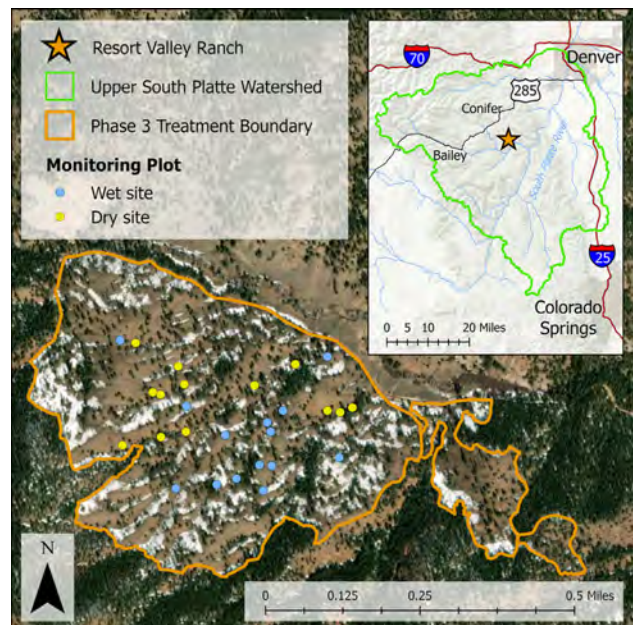 Resort Valley Ranch
Upper South Platte Watershed
Phase 3 Treatment Boundary
Monitoring Plot
Wet site
Dry site
70
Denver
285
Conifer
Bailey
South Platte River
25
Colorado
Springs
0 5 10 20 Miles
N
0 0.125 0.25 0.5 Miles